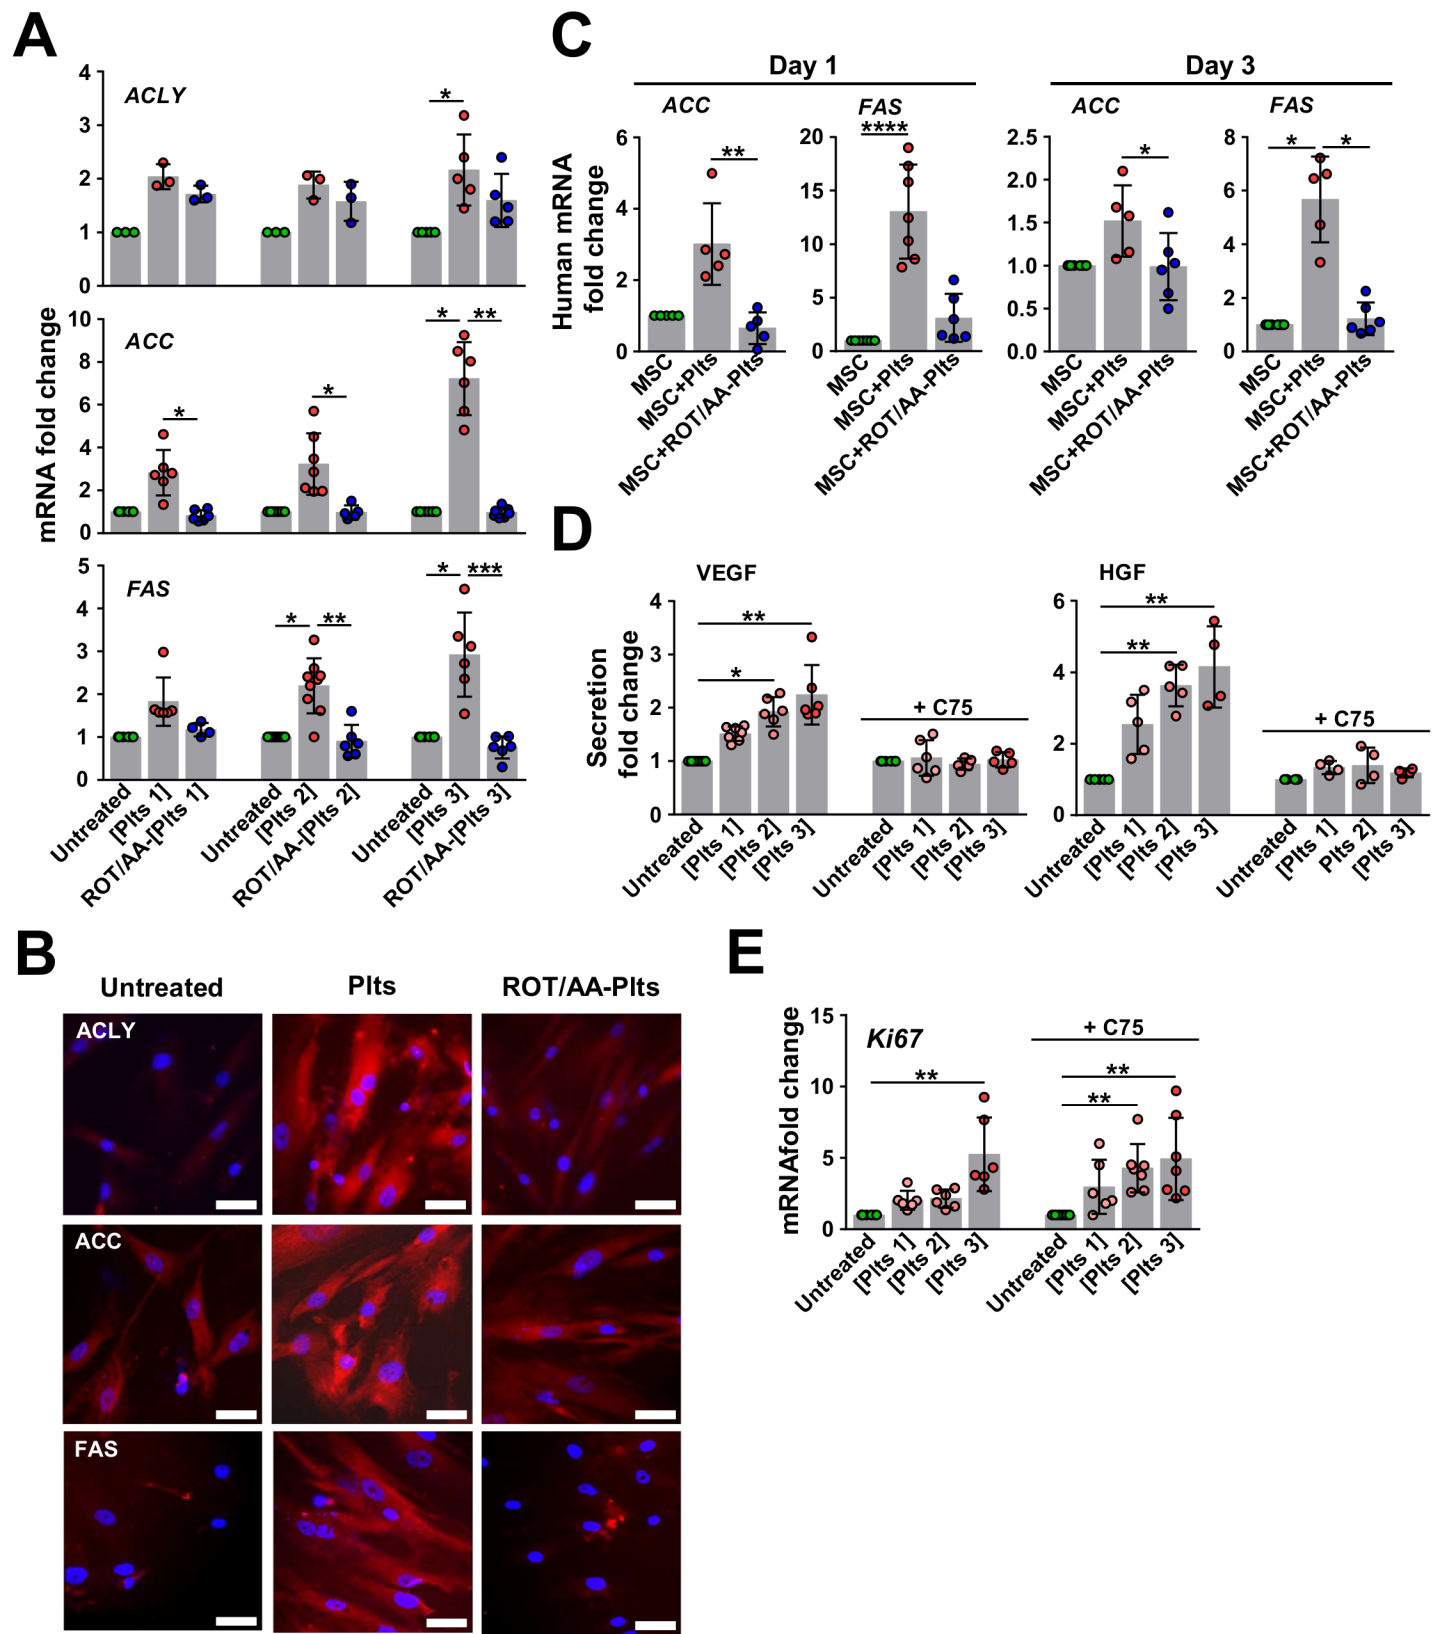 A
mRNA fold change
4
3
2
1
0
ACLY
*
10
8
6
4
2
0
ACC
*
*
*
**
5
4
3
2
1
0
FAS
*
**
*
***
Untreated
[Plts 1]
ROT/AA-[Plts 1]
Untreated
[Plts 2]
ROT/AA-[Plts 2]
Untreated
[Plts 3]
ROT/AA-[Plts 3]
B
Untreated
Plts
ROT/AA-Plts
ACLY
ACC
FAS
C
Day 1
Day 3
Human mRNA
fold change
ACC
6
4
2
0
**
MSC
MSC+Plts
MSC+ROT/AA-Plts
FAS
20
15
10
5
0
****
MSC
MSC+Plts
MSC+ROT/AA-Plts
ACC
2.5
2.0
1.5
1.0
0.5
0.0
*
MSC
MSC+Plts
MSC+ROT/AA-Plts
FAS
8
6
4
2
0
*
*
MSC
MSC+Plts
MSC+ROT/AA-Plts
D
Secretion
fold change
VEGF
4
3
2
1
0
**
*
+ C75
Untreated
[Plts 1]
[Plts 2]
[Plts 3]
Untreated
[Plts 1]
[Plts 2]
[Plts 3]
HGF
6
4
2
0
**
**
+ C75
Untreated
[Plts 1]
[Plts 2]
[Plts 3]
Untreated
[Plts 1]
Plts 2]
[Plts 3]
E
mRNAfold change
15
10
5
0
Ki67
**
+ C75
**
**
Untreated
[Plts 1]
[Plts 2]
[Plts 3]
Untreated
[Plts 1]
[Plts 2]
[Plts 3]